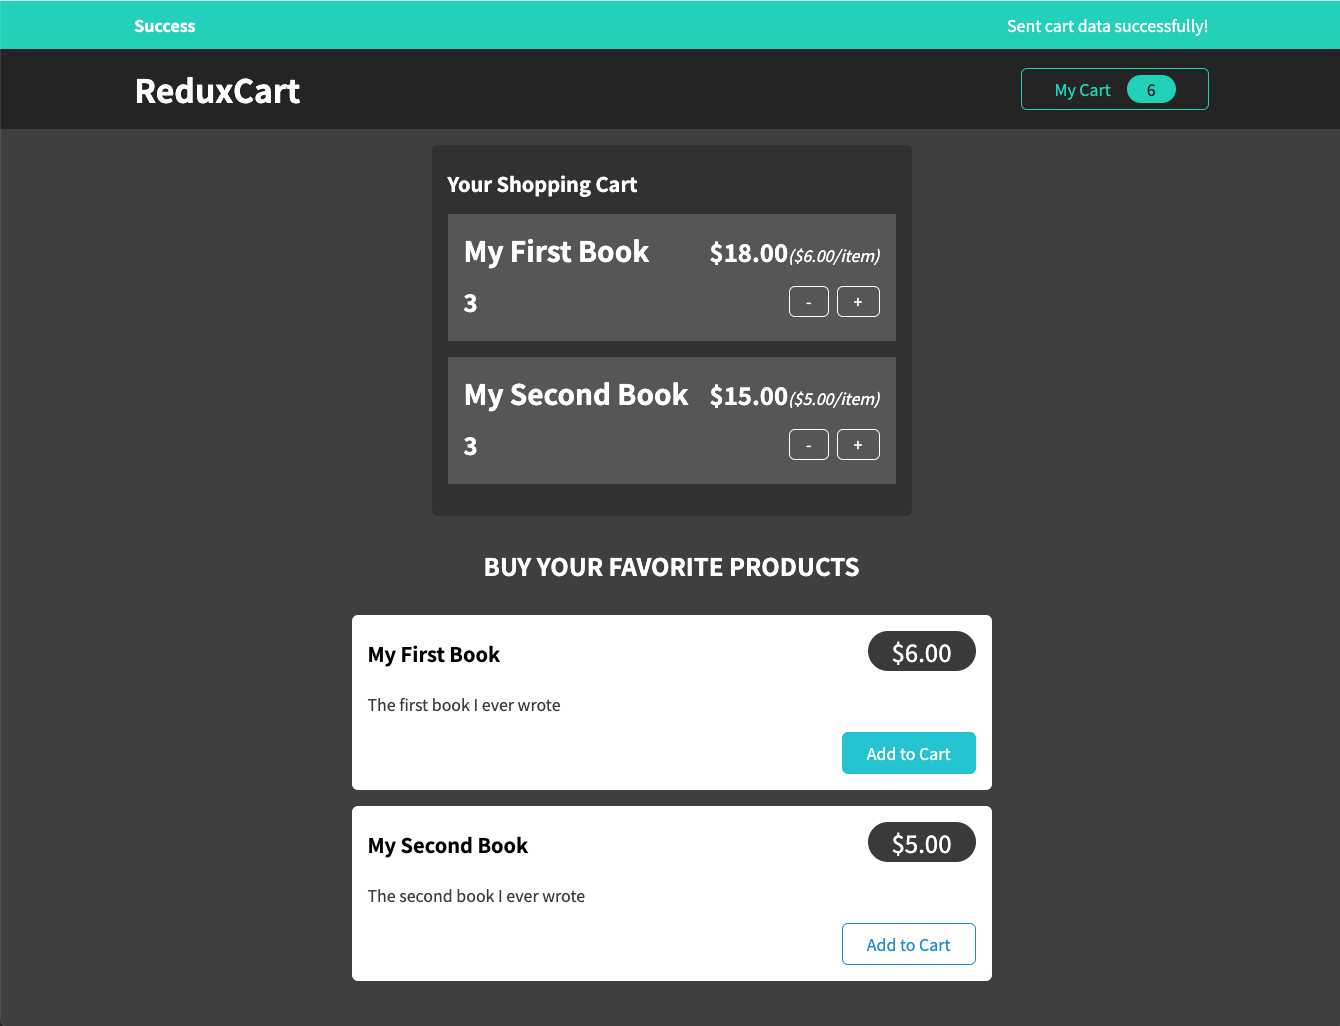 Success Sent cart data successfully!
ReduxCart My Cart 6
Your Shopping Cart
My First Book $18.00($6.00/item)
3 - +
My Second Book $15.00($5.00/item)
3 - +
BUY YOUR FAVORITE PRODUCTS
My First Book $6.00
The first book I ever wrote
Add to Cart
My Second Book $5.00
The second book I ever wrote
Add to Cart